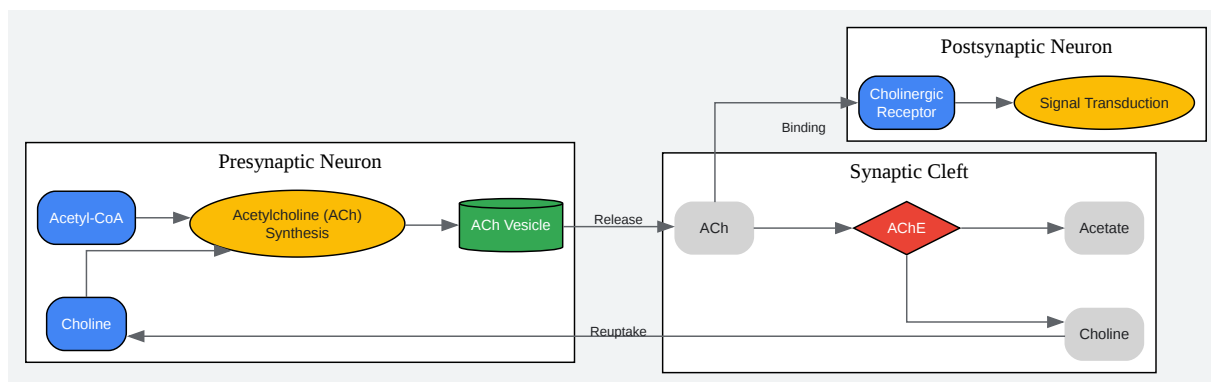 Postsynaptic Neuron
Cholinergic
Receptor
Signal Transduction
Binding
Presynaptic Neuron
Acetyl-CoA
Acetylcholine (ACh)
Synthesis
ACh Vesicle
Choline
Release
Reuptake
Synaptic Cleft
ACh
AChE
Acetate
Choline